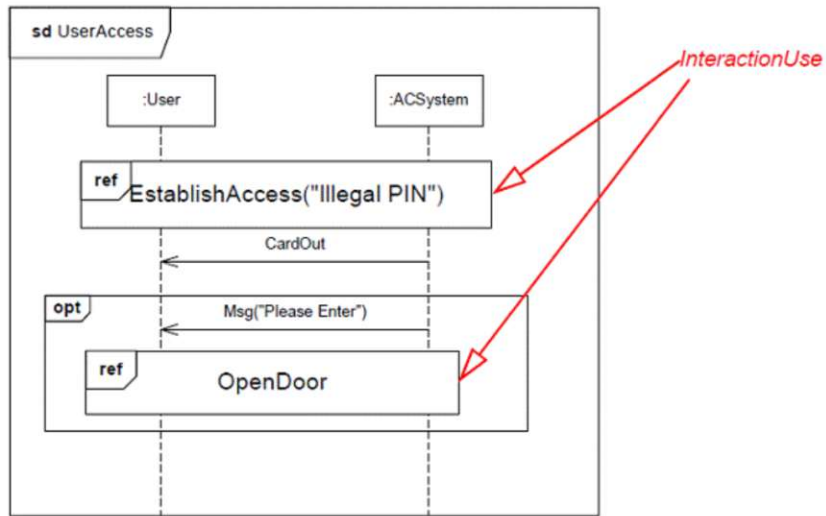 sd UserAccess
InteractionUse
:User
:ACSystem
ref
EstablishAccess("Illegal PIN")
CardOut
opt
Msg("Please Enter")
ref
OpenDoor